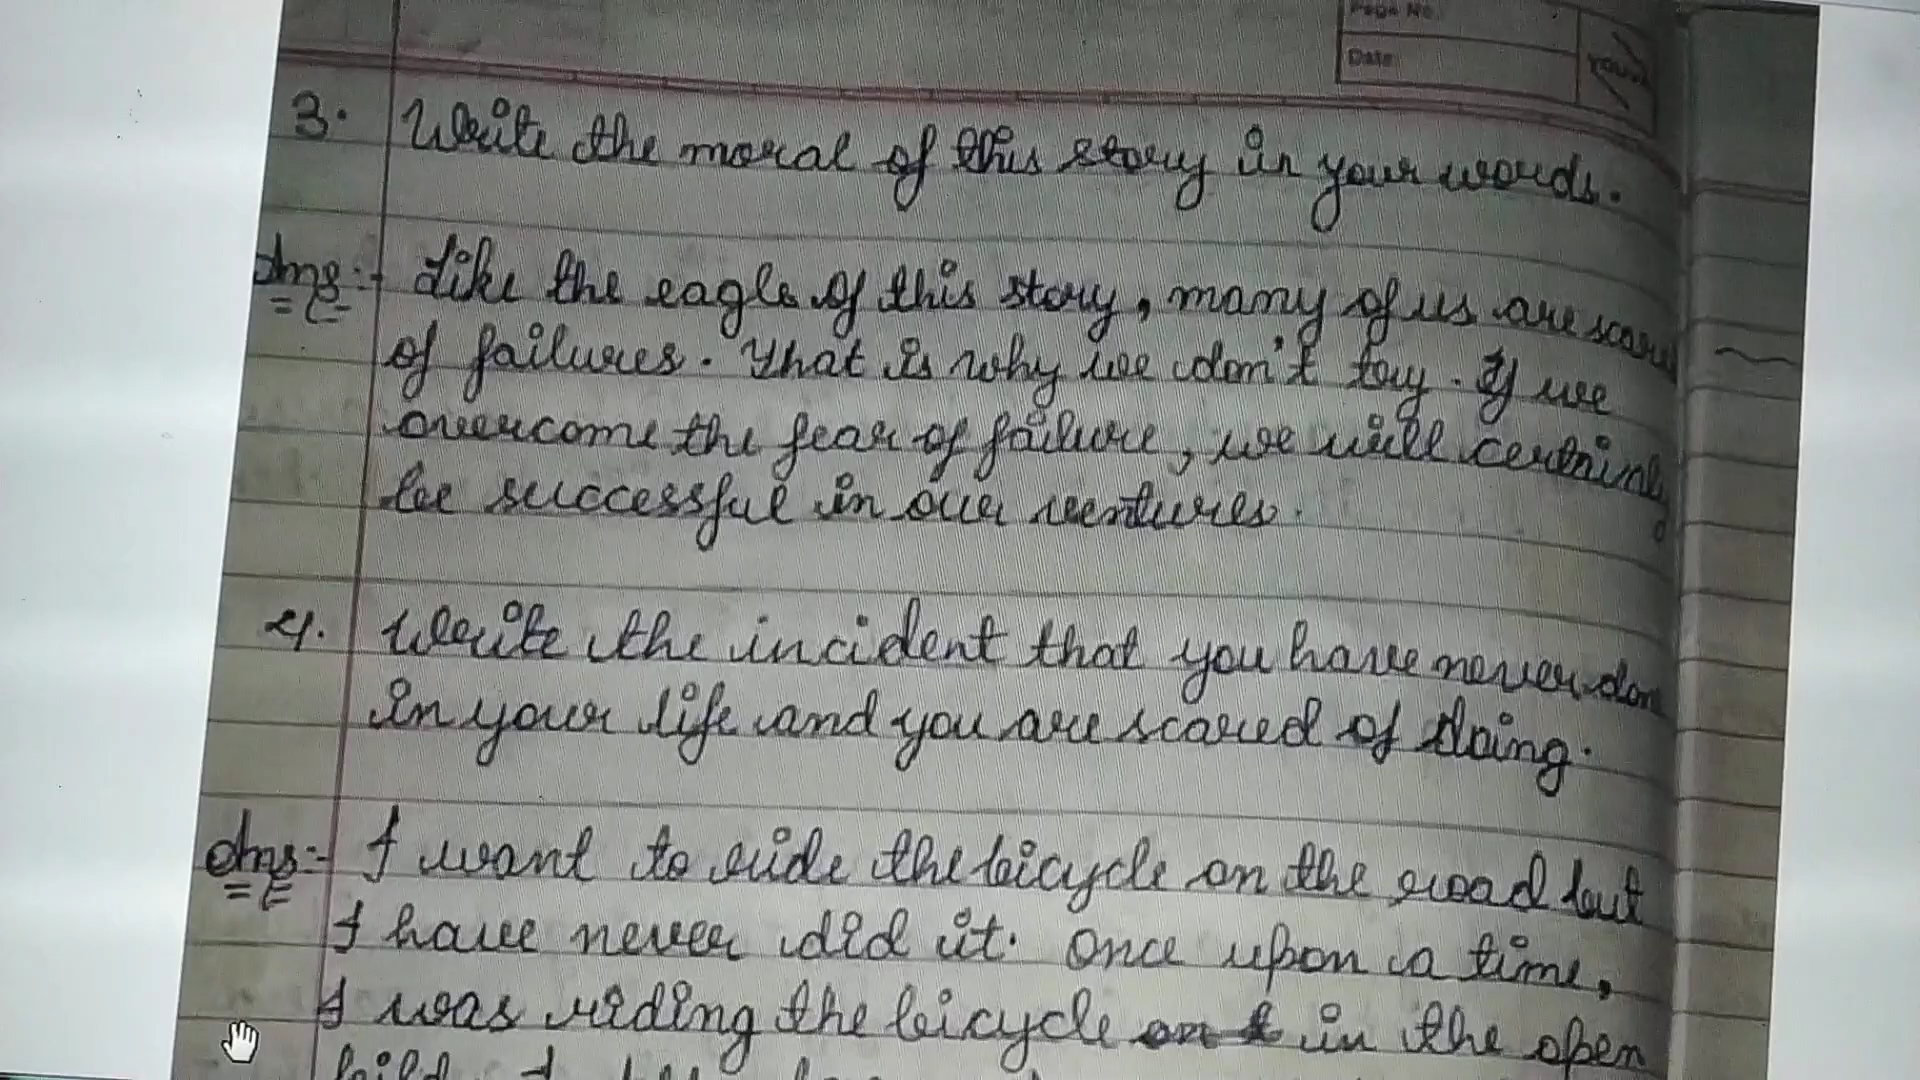 Page No.
Date
3. Write the moral of this story in your words.
Ans:- Like the eagle of this story, many of us are
of failures. That is why we don't try. If we
overcome the fear of failure, we will certainly
be successful in our ventures.
4. Write the incident that you have never don
in your life and you are scared of doing.
Ans:- I want to ride the bicycle on the road but
I have never did it. Once upon a time,
I was riding the bicycle in the open